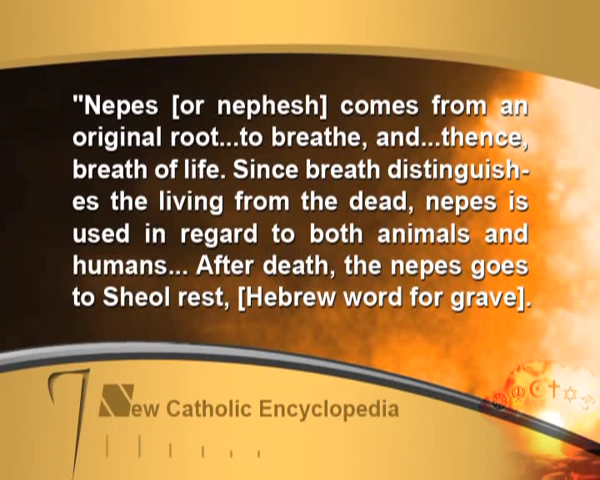 "Nepes [or nephesh] comes from an
original root...to breathe, and...thence,
breath of life. Since breath distinguish-
es the living from the dead, nepes is
used in regard to both animals and
humans... After death, the nepes goes
to Sheol rest, [Hebrew word for grave].
New Catholic Encyclopedia